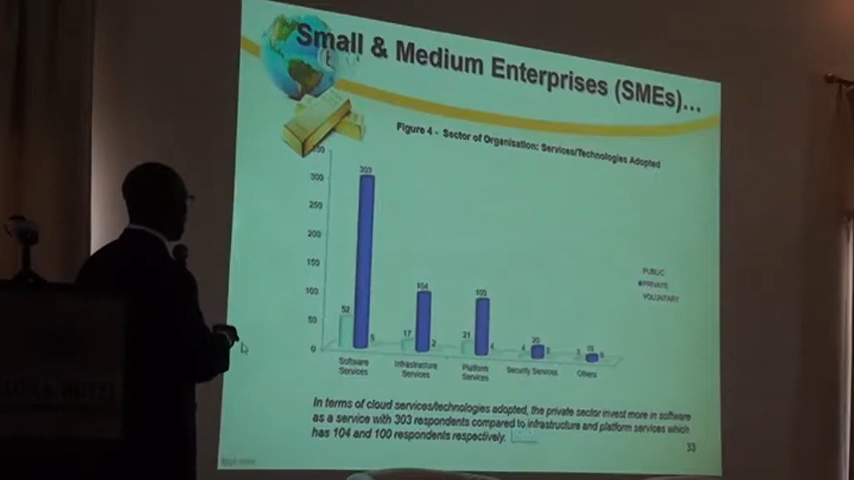 Small & Medium Enterprises (SMEs)...
Figure 4 - Sector of Organisation: Services/Technologies Adopted
350
300
250
200
150
100
50
0
303
52
5
104
17
2
100
21
4
20
4
15
3
0
PUBLIC
PRIVATE
VOLUNTARY
Software Services
Infrastructure Services
Platform Services
Security Services
Others
In terms of cloud services/technologies adopted, the private sector invest more in software
as a service with 303 respondents compared to infrastructure and platform services which
has 104 and 100 respondents respectively.
33